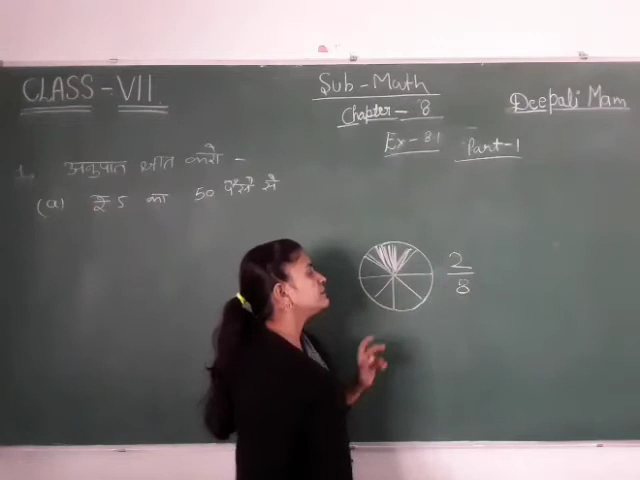 CLASS - VII
Sub - Math
Deepali Mam
Chapter - 8
Ex - 8.1 Part - 1
1. अनुपात ज्ञात करो -
(a) ₹ 5 का 50 पैसे से
2
8